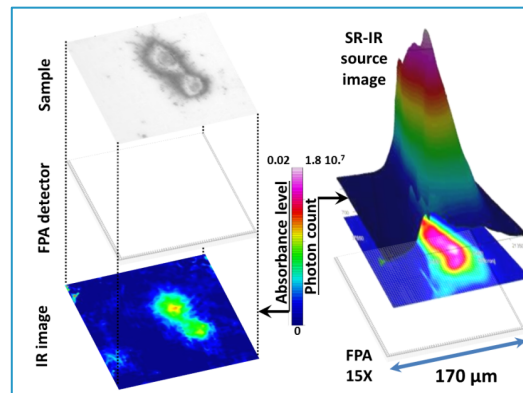 Sample
FPA detector
IR image
SR-IR
source
image
0.02
1.8 10.⁷
Absorbance level
Photon count
0
FPA
15X
170 µm